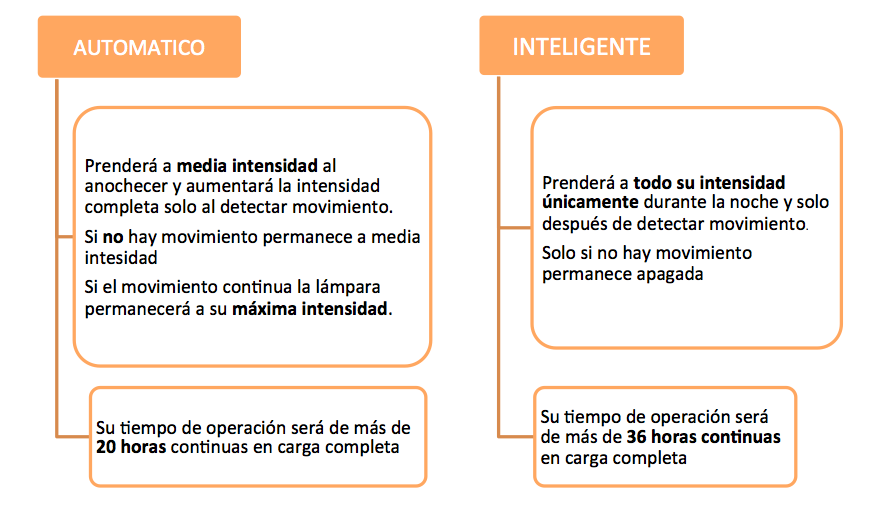 AUTOMATICO
Prenderá a media intensidad al
anochecer y aumentará la intensidad
completa solo al detectar movimiento.
Si no hay movimiento permanece a media
intesidad
Si el movimiento continua la lámpara
permanecerá a su máxima intensidad.
Su tiempo de operación será de más de
20 horas continuas en carga completa
INTELIGENTE
Prenderá a todo su intensidad
únicamente durante la noche y solo
después de detectar movimiento.
Solo si no hay movimiento
permanece apagada
Su tiempo de operación será
de más de 36 horas continuas
en carga completa